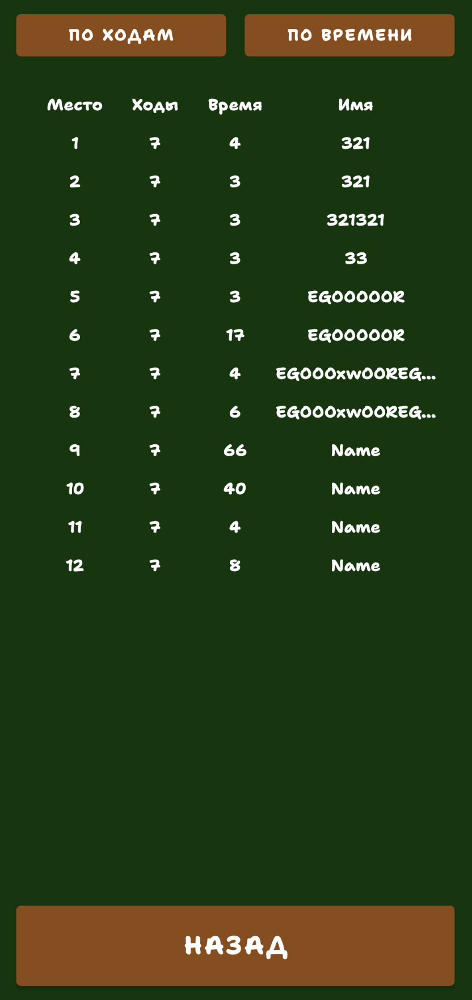 ПО ХОДАМ ПО ВРЕМЕНИ
Место Ходы Время Имя
1 7 4 321
2 7 3 321
3 7 3 321321
4 7 3 33
5 7 3 EGOOOOOR
6 7 17 EGOOOOOR
7 7 4 EGOOOxwOOREG...
8 7 6 EGOOOxwOOREG...
9 7 66 Name
10 7 40 Name
11 7 4 Name
12 7 8 Name
НАЗАД